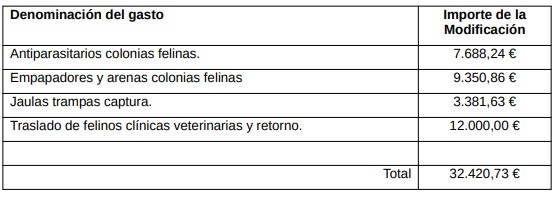 Denominación del gasto
Importe de la
Modificación
Antiparasitarios colonias felinas.
7.688,24 €
Empapadores y arenas colonias felinas
9.350,86 €
Jaulas trampas captura.
3.381,63 €
Traslado de felinos clínicas veterinarias y retorno.
12.000,00 €
Total
32.420,73 €